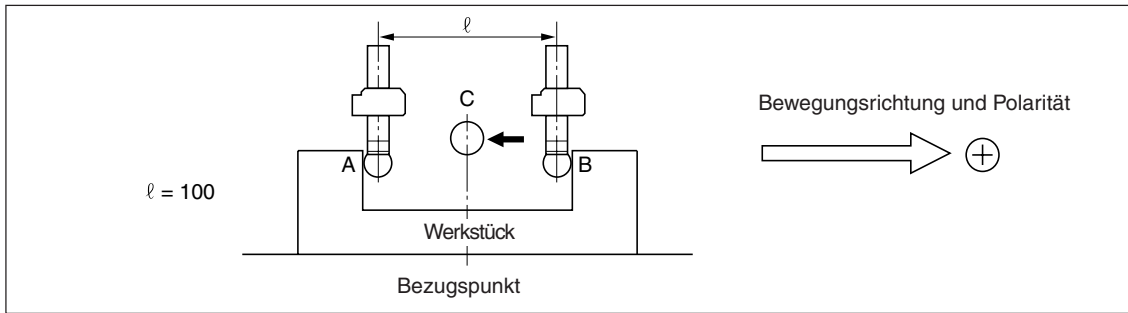 ℓ
C
Bewegungsrichtung und Polarität
A
B
ℓ = 100
Werkstück
Bezugspunkt